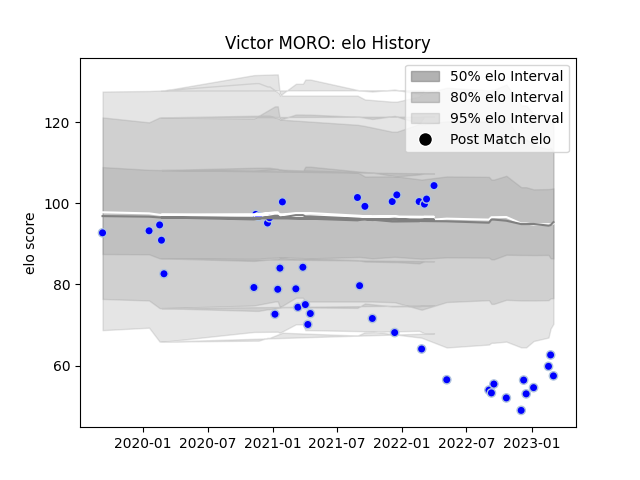 Victor MORO: elo History
50% elo Interval
80% elo Interval
95% elo Interval
Post Match elo
elo score
120
100
80
60
2020-01 2020-07 2021-01 2021-07 2022-01 2022-07 2023-01